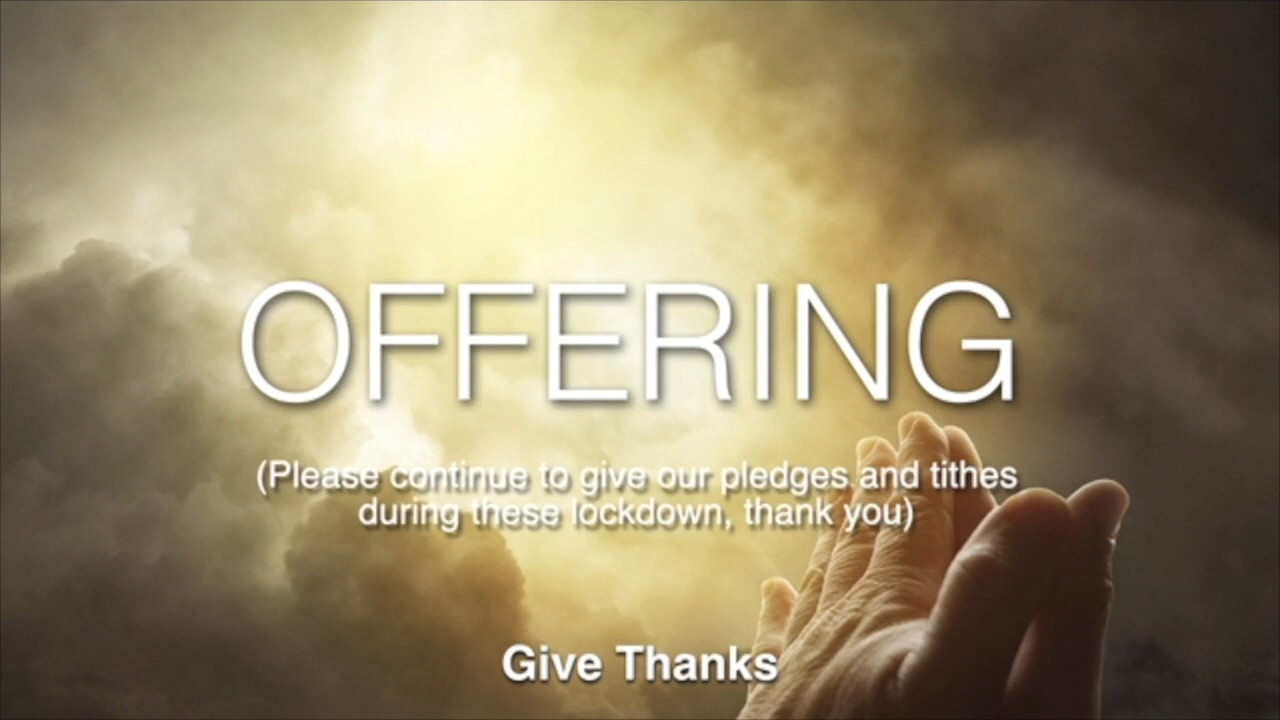 OFFERING
(Please continue to give our pledges and tithes
during these lockdown, thank you)
Give Thanks